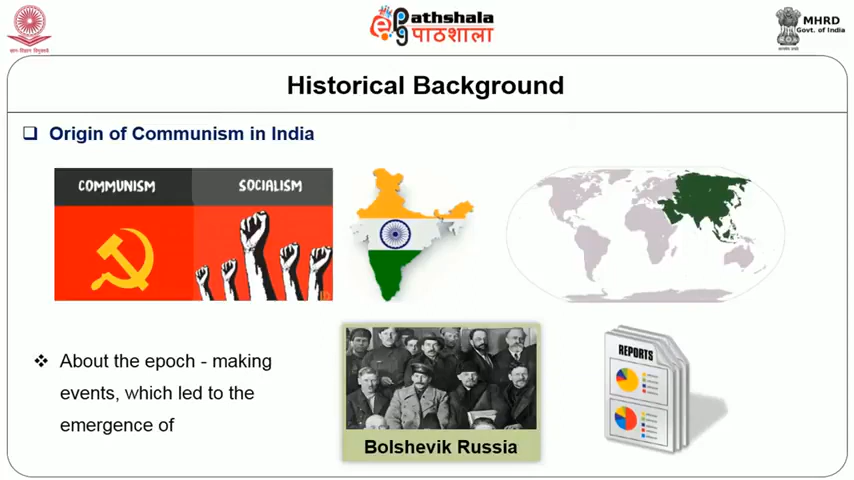 ePathshala
पाठशाला
MHRD
Govt. of India
Historical Background
Origin of Communism in India
COMMUNISM
SOCIALISM
REPORTS
About the epoch - making
events, which led to the
emergence of
Bolshevik Russia